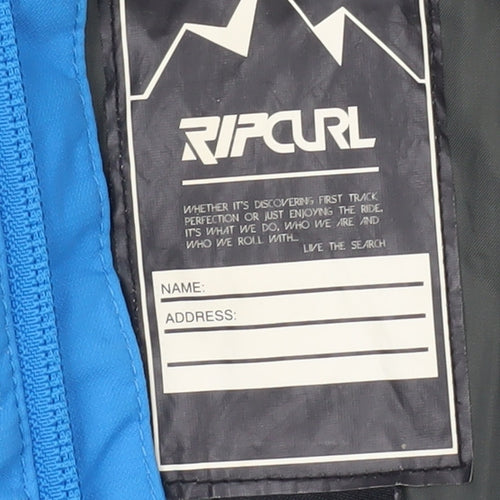 RIPCURL
WHETHER IT'S DISCOVERING FIRST TRACK
PERFECTION OR JUST ENJOYING THE RIDE,
IT'S WHAT WE DO, WHO WE ARE AND
WHO WE ROLL WITH...
LIVE THE SEARCH
NAME:
ADDRESS: